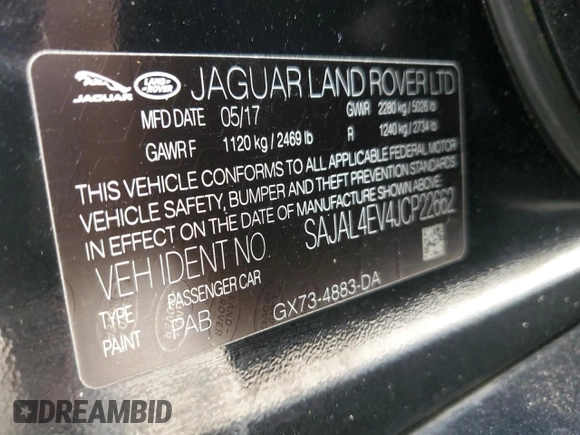 JAGUAR LAND- -ROVER JAGUAR LAND ROVER LTD
MFD DATE 05/17 GVWR 2280 kg / 5026 lb
GAWR F 1120 kg / 2469 lb R 1240 kg / 2734 lb
THIS VEHICLE CONFORMS TO ALL APPLICABLE FEDERAL MOTOR
VEHICLE SAFETY, BUMPER AND THEFT PREVENTION STANDARDS
IN EFFECT ON THE DATE OF MANUFACTURE SHOWN ABOVE.
VEH IDENT NO. SAJAL4EV4JCP22662
TYPE PASSENGER CAR
PAINT PAB GX73-4883-DA
DREAMBID